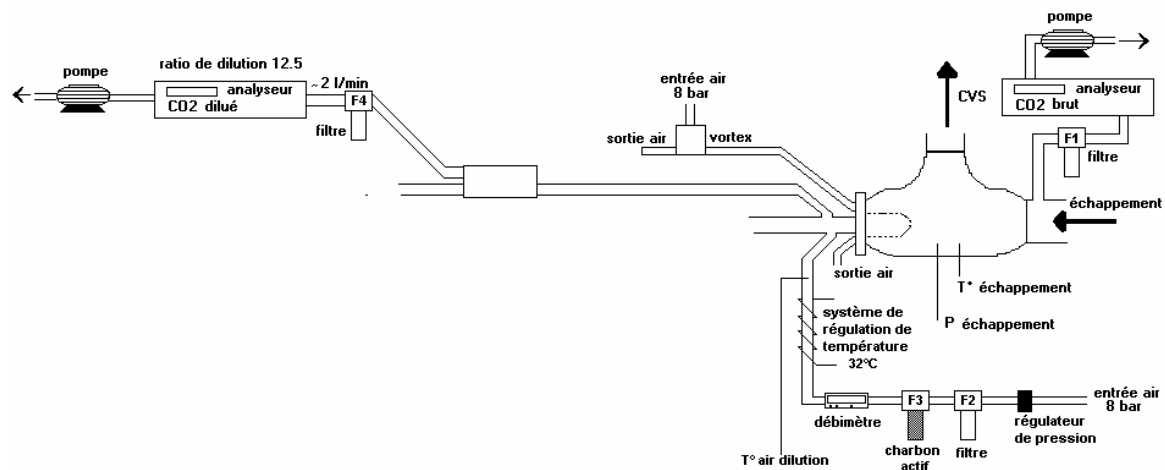 pompe
ratio de dilution 12.5
analyseur
CO2 dilué
~2 l/min
F4
filtre
entrée air
8 bar
sortie air
vortex
CVS
pompe
analyseur
CO2 brut
F1
filtre
échappement
sortie air
T° échappement
P échappement
système de
régulation de
température
32°C
débimètre
F3
charbon
actif
F2
filtre
régulateur
de pression
entrée air
8 bar
T° air dilution